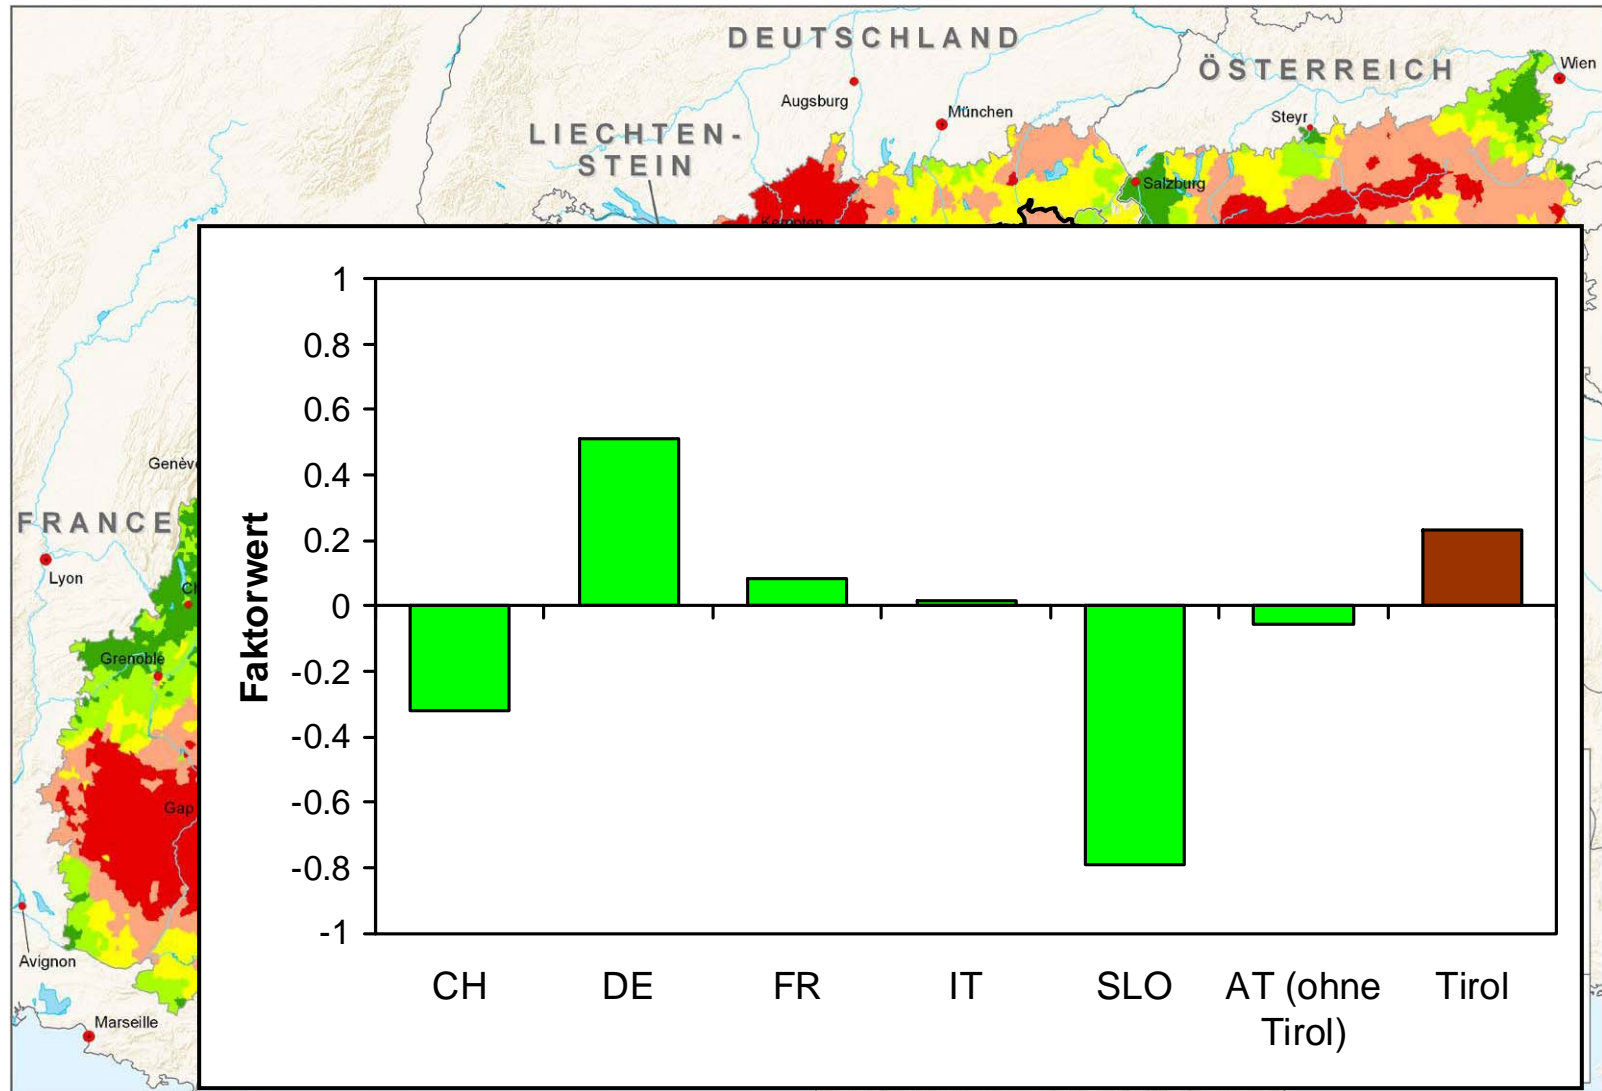 DEUTSCHLAND
ÖSTERREICH
Wien
Augsburg
München
Steyr
LIECHTEN-
STEIN
Salzburg
Kempten
Genève
FRANCE
Lyon
Grenoble
Gap
Avignon
Marseille
1
0.8
0.6
0.4
0.2
0
-0.2
-0.4
-0.6
-0.8
-1
Faktorwert
CH
DE
FR
IT
SLO
AT (ohne
Tirol)
Tirol